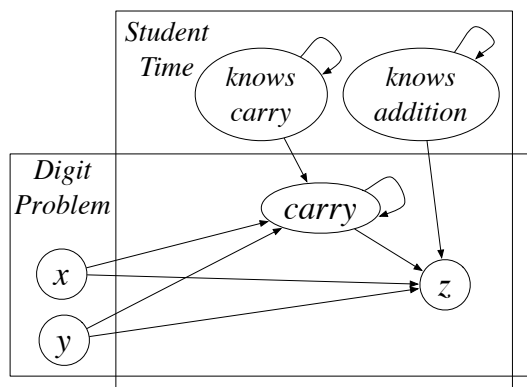 Student
Time
knows
carry
knows
addition
Digit
Problem
carry
x
z
y